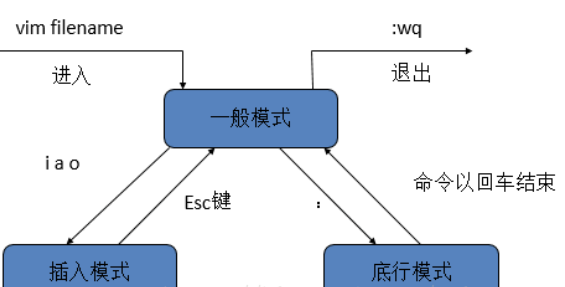 vim filename
:wq
进入
退出
一般模式
i a o
Esc键
:
命令以回车结束
插入模式
底行模式